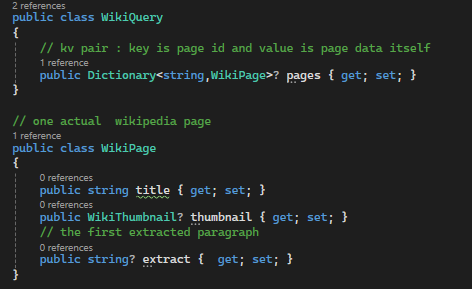 2 references
public class WikiQuery
{
// kv pair : key is page id and value is page data itself
1 reference
public Dictionary<string,WikiPage>? pages { get; set; }
}
// one actual  wikipedia page
1 reference
public class WikiPage
{
0 references
public string title { get; set; }
0 references
public WikiThumbnail? thumbnail { get; set; }
// the first extracted paragraph
0 references
public string? extract {  get; set; }
}